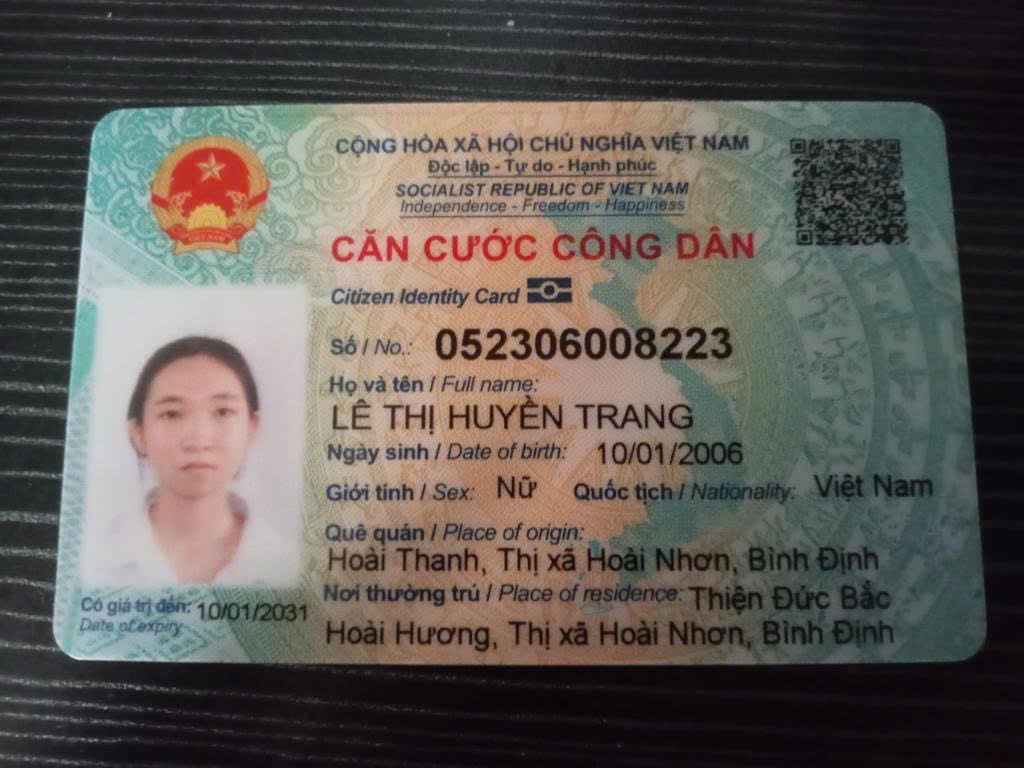 CỘNG HÒA XÃ HỘI CHỦ NGHĨA VIỆT NAM
Độc lập - Tự do - Hạnh phúc
SOCIALIST REPUBLIC OF VIET NAM
Independence - Freedom - Happiness
CĂN CƯỚC CÔNG DÂN
Citizen Identity Card
Số / No.: 052306008223
Họ và tên / Full name:
LÊ THỊ HUYỀN TRANG
Ngày sinh / Date of birth: 10/01/2006
Giới tính / Sex: Nữ Quốc tịch / Nationality: Việt Nam
Quê quán / Place of origin:
Hoài Thanh, Thị xã Hoài Nhơn, Bình Định
Nơi thường trú / Place of residence: Thiện Đức Bắc
Hoài Hương, Thị xã Hoài Nhơn, Bình Định
Có giá trị đến: 10/01/2031
Date of expiry